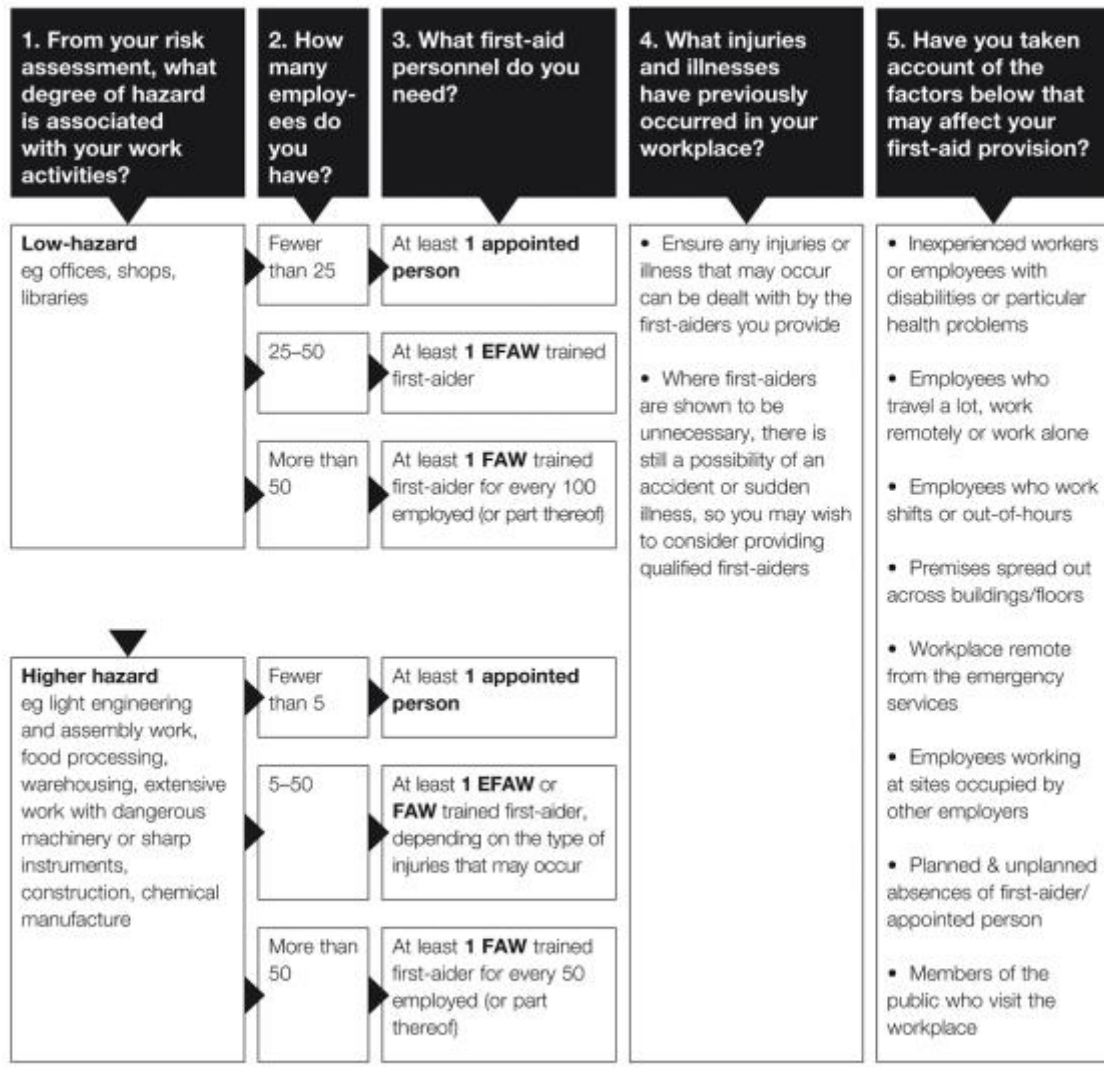 1. From your risk
assessment, what
degree of hazard
is associated
with your work
activities?
2. How
many
employ-
ees do
you
have?
3. What first-aid
personnel do you
need?
4. What injuries
and illnesses
have previously
occurred in your
workplace?
5. Have you taken
account of the
factors below that
may affect your
first-aid provision?
Low-hazard
eg offices, shops,
libraries
Fewer
than 25
At least 1 appointed
person
25–50
At least 1 EFAW trained
first-aider
More than
50
At least 1 FAW trained
first-aider for every 100
employed (or part thereof)
Higher hazard
eg light engineering
and assembly work,
food processing,
warehousing, extensive
work with dangerous
machinery or sharp
instruments,
construction, chemical
manufacture
Fewer
than 5
At least 1 appointed
person
5–50
At least 1 EFAW or
FAW trained first-aider,
depending on the type of
injuries that may occur
More than
50
At least 1 FAW trained
first-aider for every 50
employed (or part
thereof)
• Ensure any injuries or
illness that may occur
can be dealt with by the
first-aiders you provide
• Where first-aiders
are shown to be
unnecessary, there is
still a possibility of an
accident or sudden
illness, so you may wish
to consider providing
qualified first-aiders
• Inexperienced workers
or employees with
disabilities or particular
health problems
• Employees who
travel a lot, work
remotely or work alone
• Employees who work
shifts or out-of-hours
• Premises spread out
across buildings/floors
• Workplace remote
from the emergency
services
• Employees working
at sites occupied by
other employers
• Planned & unplanned
absences of first-aider/
appointed person
• Members of the
public who visit the
workplace